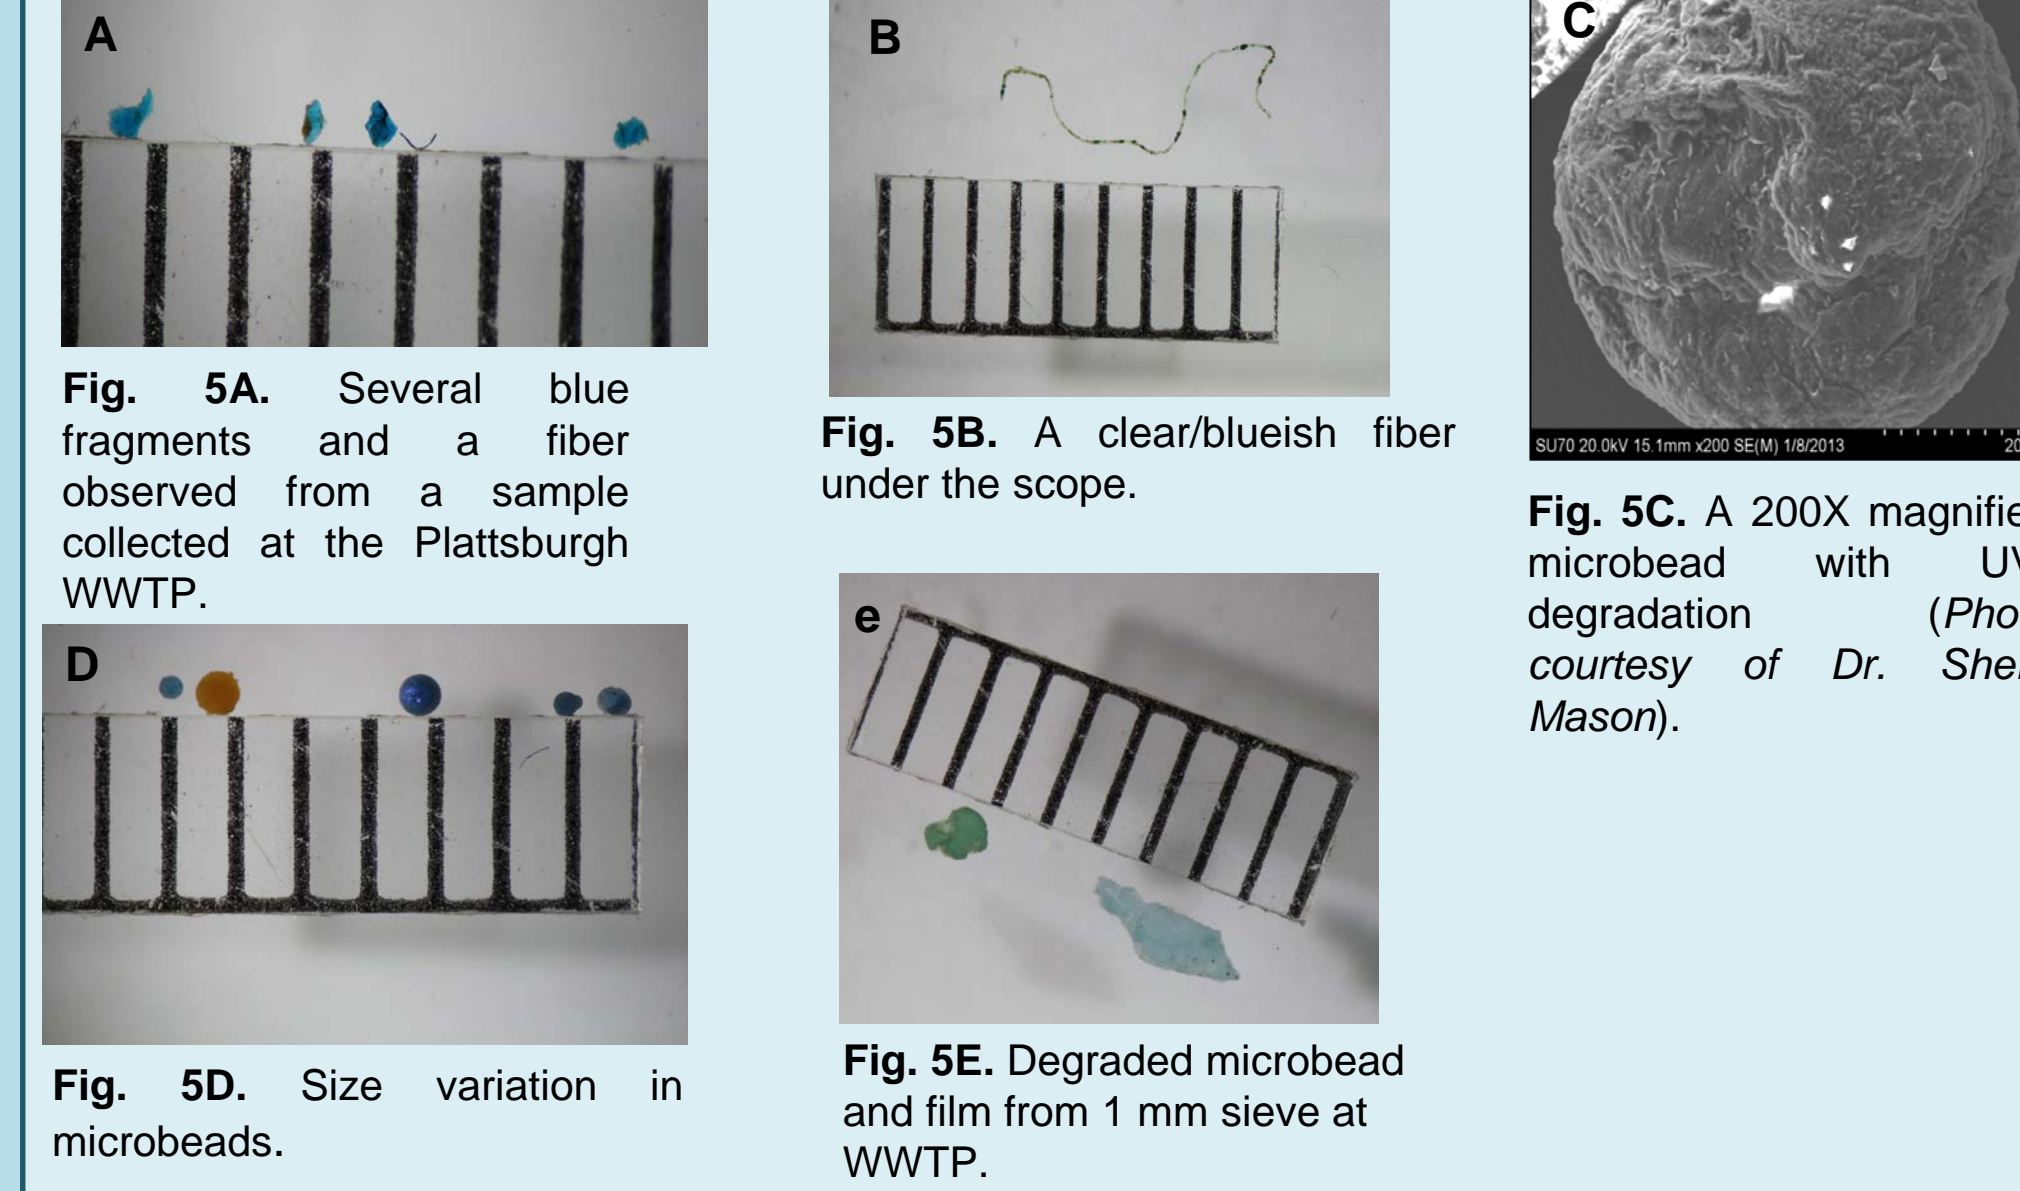 A
B
C
SU70 20.0kV 15.1mm x200 SE(M) 1/8/2013
Fig. 5A. Several blue
fragments and a fiber
observed from a sample
collected at the Plattsburgh
WWTP.
Fig. 5B. A clear/blueish fiber
under the scope.
Fig. 5C. A 200X
microbead with
degradation
courtesy of Dr.
Mason).
D
Fig. 5D. Size variation in
microbeads.
e
Fig. 5E. Degraded microbead
and film from 1 mm sieve at
WWTP.